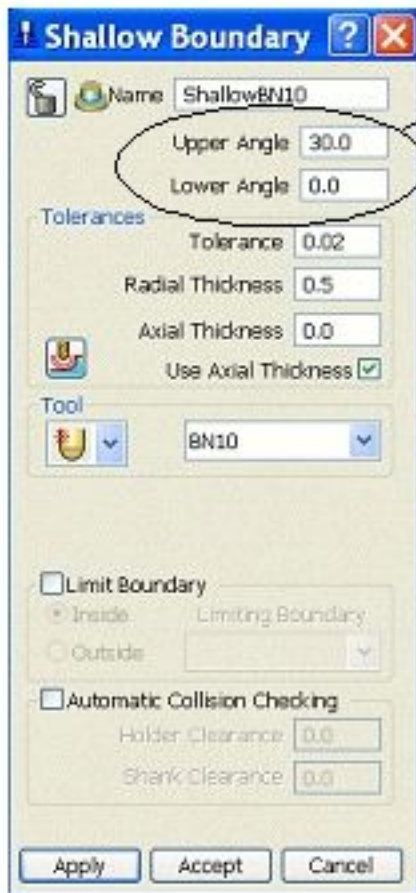 Shallow Boundary
Name ShallowBN10
Upper Angle 30.0
Lower Angle 0.0
Tolerances
Tolerance 0.02
Radial Thickness 0.5
Axial Thickness 0.0
Use Axial Thickness
Tool
BN10
Limit Boundary
Inside Limiting Boundary
Outside
Automatic Collision Checking
Holder Clearance 0.0
Shank Clearance 0.0
Apply Accept Cancel